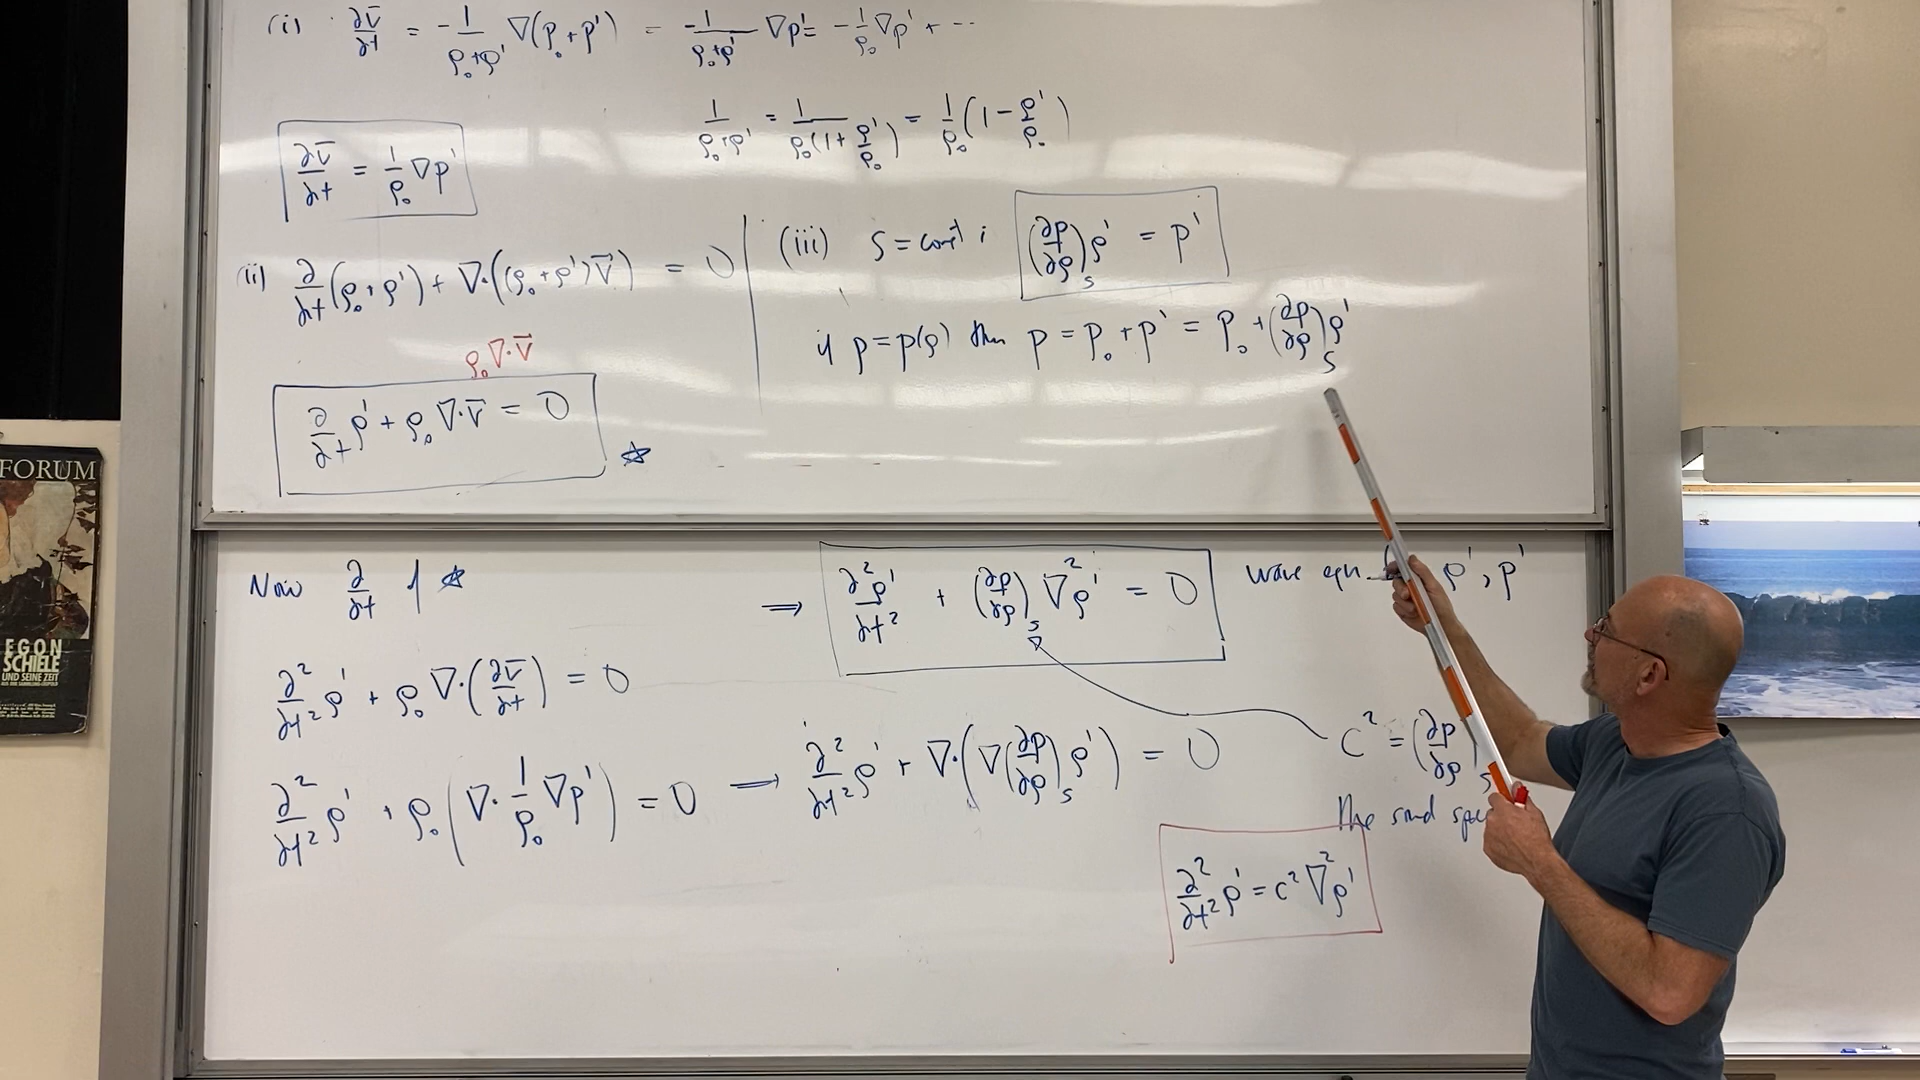 (i) ∂v̄/∂t = -1/(ρ₀+ρ') ∇(p₀+p') = -1/(ρ₀+ρ') ∇p' = -1/ρ₀ ∇p' + ...
1/(ρ₀+ρ') = 1/(ρ₀(1+ρ'/ρ₀)) = 1/ρ₀ (1-ρ'/ρ₀)
∂v̄/∂t = 1/ρ₀ ∇p'
(ii) ∂/∂t (ρ₀+ρ') + ∇·((ρ₀+ρ')v̄) = 0
ρ₀∇·v̄
∂/∂t ρ' + ρ₀ ∇·v̄ = 0 ☆
(iii) S = const ; (∂p/∂ρ)ₛ ρ' = p'
if p = p(ρ) then p = p₀ + p' = p₀ + (∂p/∂ρ)ₛ ρ'
Now ∂/∂t of ☆
∂²/∂t² ρ' + ρ₀ ∇·(∂v̄/∂t) = 0
∂²/∂t² ρ' + ρ₀ (∇· 1/ρ₀ ∇p') = 0 → ∂²/∂t² ρ' + ∇·(∇(∂p/∂ρ)ₛ ρ') = 0
⇒ ∂²ρ'/∂t² + (∂p/∂ρ)ₛ ∇²ρ' = 0
wave eqn. ρ', p'
c² = (∂p/∂ρ)ₛ
the sound
∂²/∂t² ρ' = c² ∇²ρ'
FORUM
EGON
SCHIELE
UND SEINE ZEIT